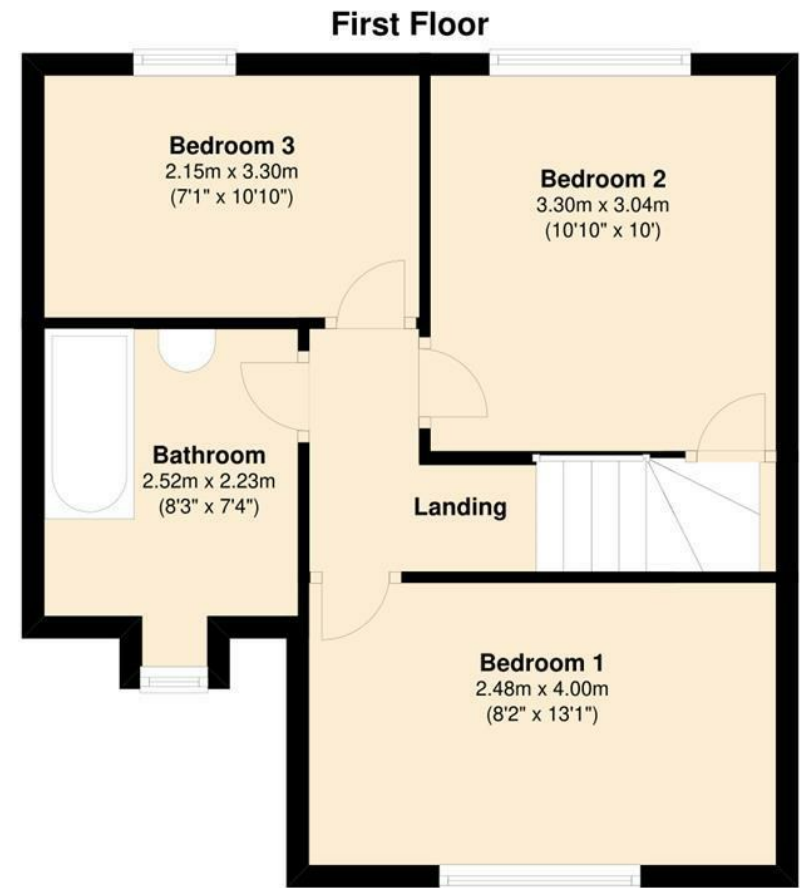 First Floor
Bedroom 3
2.15m x 3.30m
(7'1" x 10'10")
Bedroom 2
3.30m x 3.04m
(10'10" x 10')
Bathroom
2.52m x 2.23m
(8'3" x 7'4")
Landing
Bedroom 1
2.48m x 4.00m
(8'2" x 13'1")